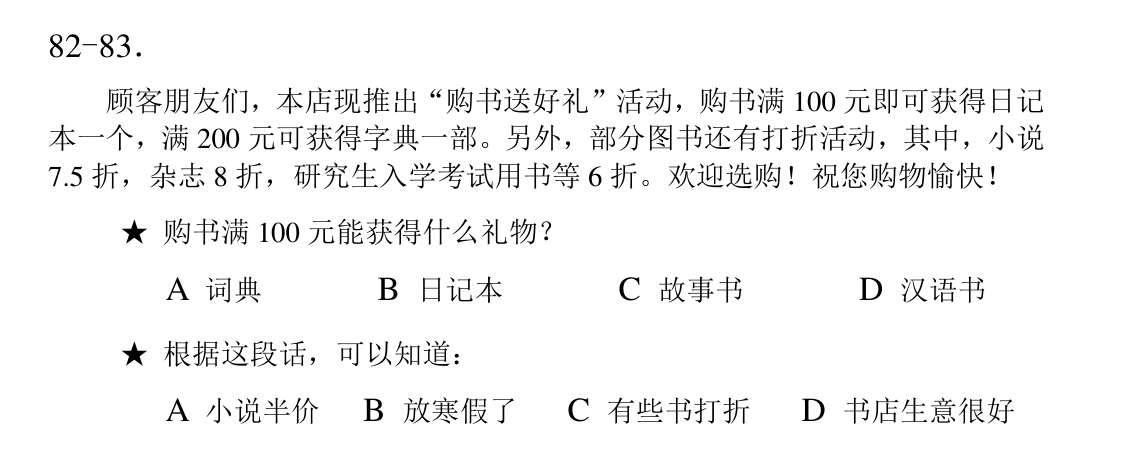 82-83.
顾客朋友们，本店现推出“购书送好礼”活动，购书满 100 元即可获得日记
本一个，满 200 元可获得字典一部。另外，部分图书还有打折活动，其中，小说
7.5 折，杂志 8 折，研究生入学考试用书等 6 折。欢迎选购！祝您购物愉快！
★ 购书满 100 元能获得什么礼物？
A 词典 B 日记本 C 故事书 D 汉语书
★ 根据这段话，可以知道：
A 小说半价 B 放寒假了 C 有些书打折 D 书店生意很好